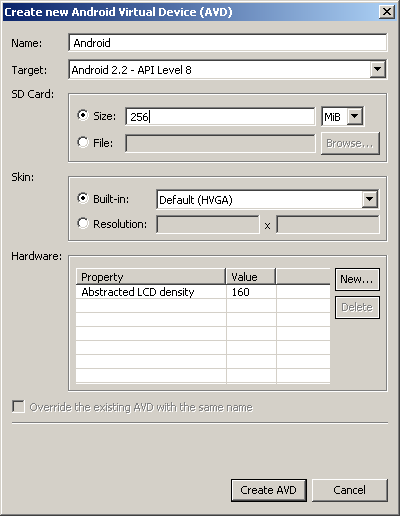 Create new Android Virtual Device (AVD)
Name: Android
Target: Android 2.2 - API Level 8
SD Card:
Size: 256 MiB
File: Browse...
Skin:
Built-in: Default (HVGA)
Resolution: x
Hardware:
Property Value New...
Abstracted LCD density 160
Delete
Override the existing AVD with the same name
Create AVD Cancel